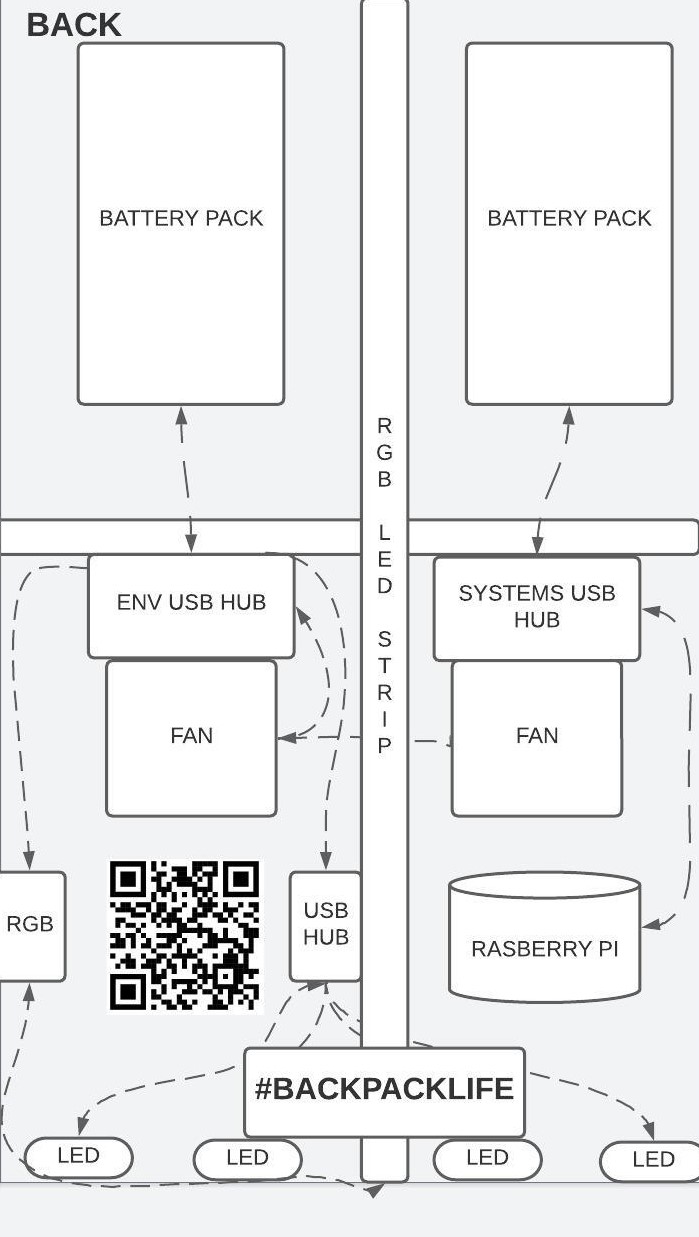 BACK
BATTERY PACK
BATTERY PACK
RGB LED STRIP
ENV USB HUB
SYSTEMS USB
HUB
FAN
FAN
RGB
USB
HUB
RASBERRY PI
#BACKPACKLIFE
LED
LED
LED
LED